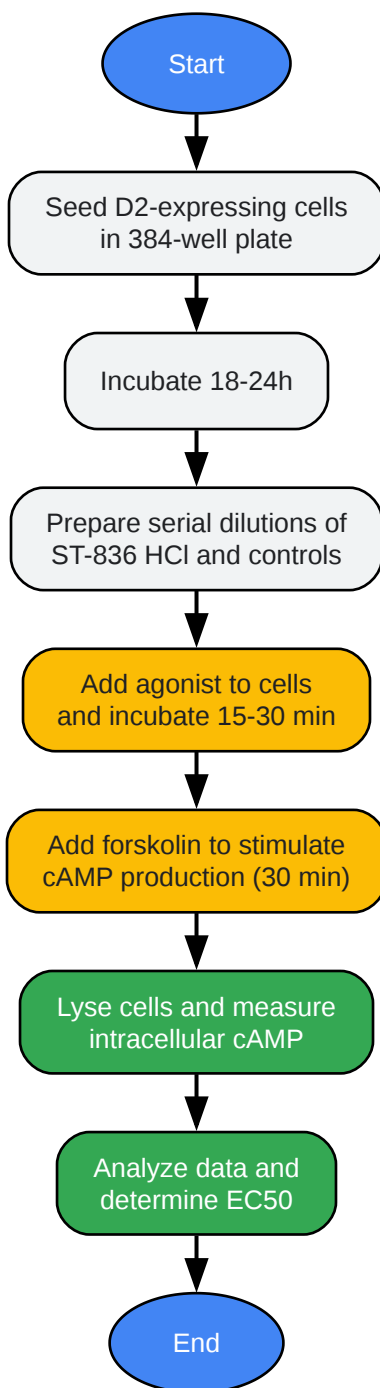 Start
Seed D2-expressing cells
in 384-well plate
Incubate 18-24h
Prepare serial dilutions of
ST-836 HCl and controls
Add agonist to cells
and incubate 15-30 min
Add forskolin to stimulate
cAMP production (30 min)
Lyse cells and measure
intracellular cAMP
Analyze data and
determine EC50
End